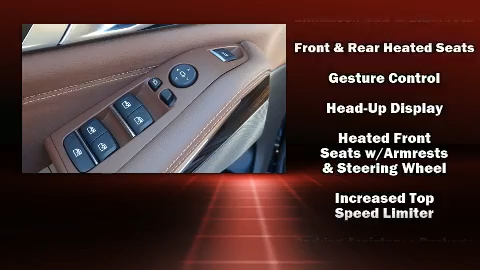 Front & Rear Heated Seats
Gesture Control
Head-Up Display
Heated Front
Seats w/Armrests
& Steering Wheel
Increased Top
Speed Limiter